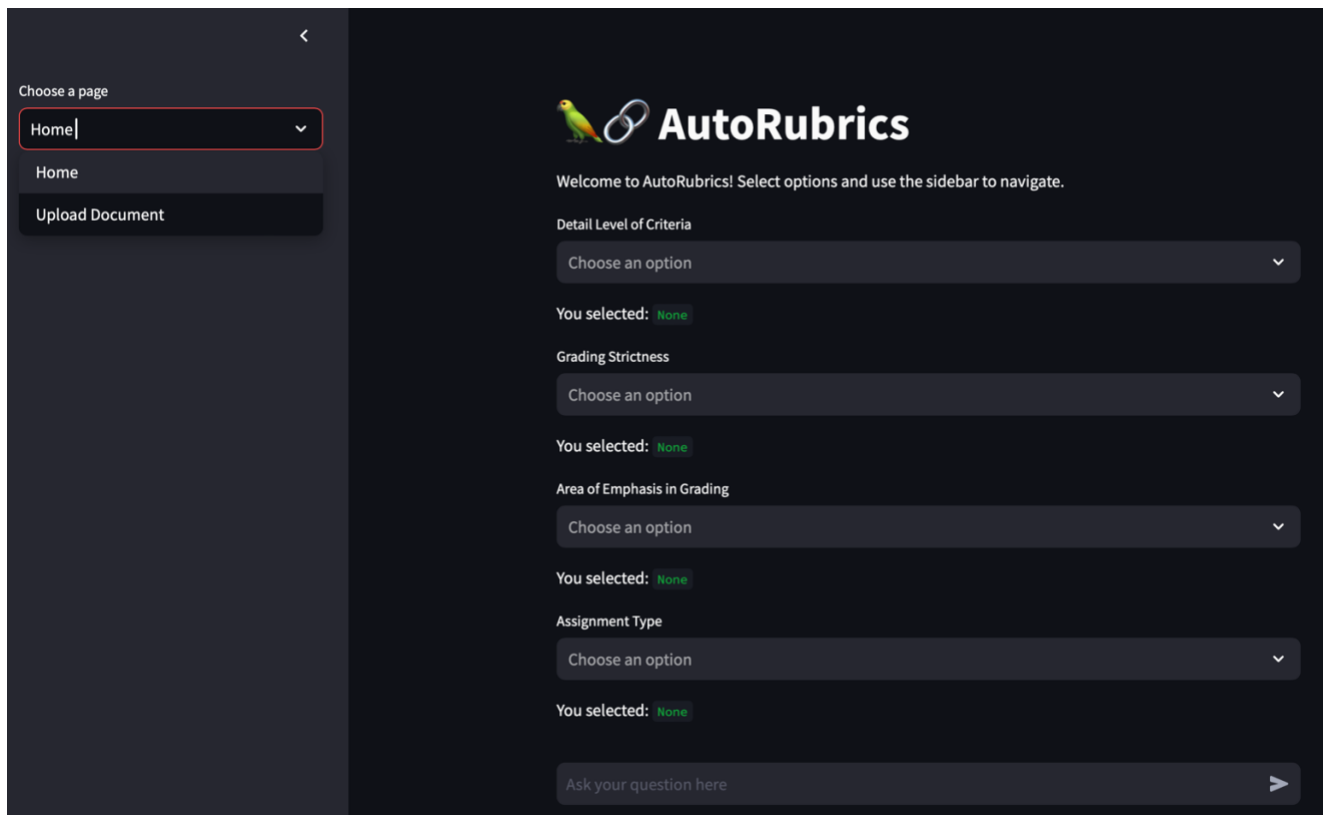 Choose a page
Home
Home
Upload Document
AutoRubrics
Welcome to AutoRubrics! Select options and use the sidebar to navigate.
Detail Level of Criteria
Choose an option
You selected: None
Grading Strictness
Choose an option
You selected: None
Area of Emphasis in Grading
Choose an option
You selected: None
Assignment Type
Choose an option
You selected: None
Ask your question here